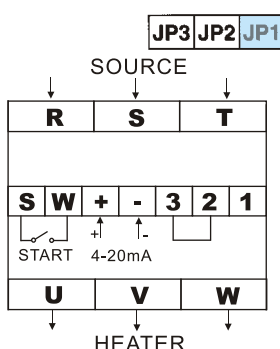 JP3 JP2 JP1
SOURCE
R S T
S W + - 3 2 1
+ -
START 4-20mA
U V W
HEATER